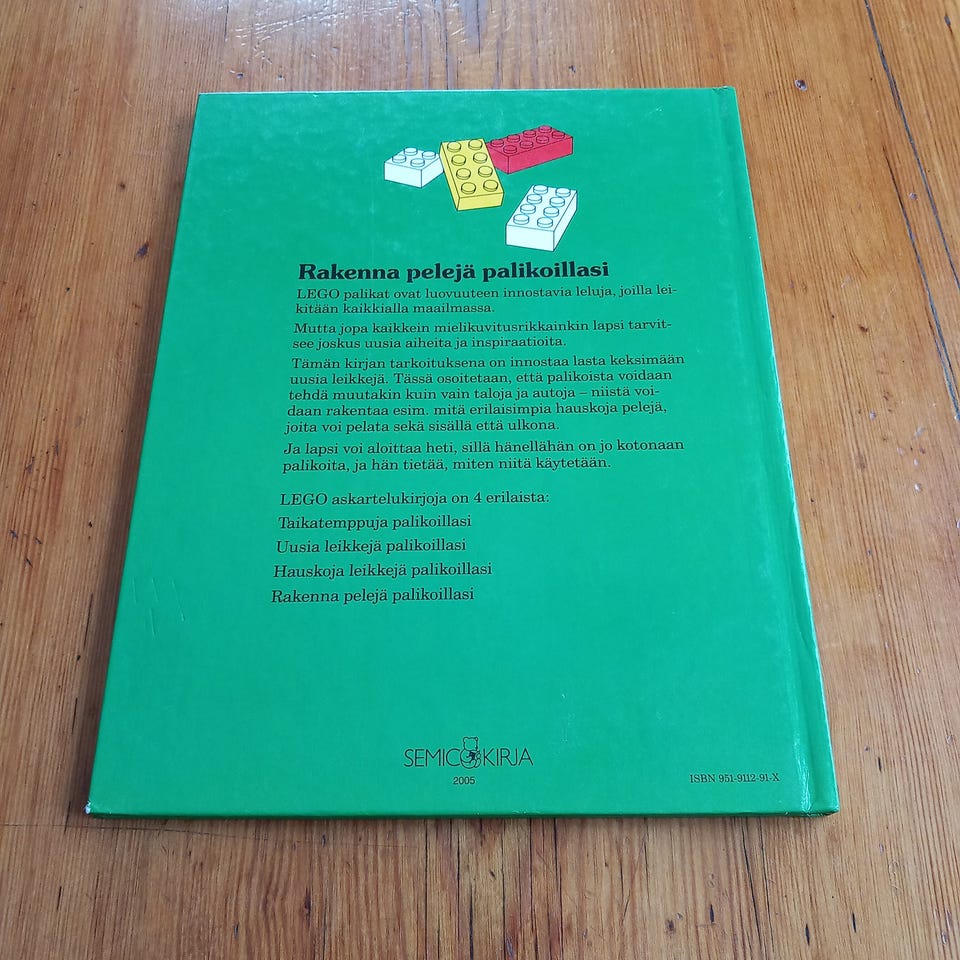 Rakenna pelejä palikoillasi
LEGO palikat ovat luovuuteen innostavia leluja, joilla lei-
kitään kaikkialla maailmassa.
Mutta jopa kaikkein mielikuvitusrikkainkin lapsi tarvit-
see joskus uusia aiheita ja inspiraatioita.
Tämän kirjan tarkoituksena on innostaa lasta keksimään
uusia leikkejä. Tässä osoitetaan, että palikoista voidaan
tehdä muutakin kuin vain taloja ja autoja – niistä voi-
daan rakentaa esim. mitä erilaisimpia hauskoja pelejä,
joita voi pelata sekä sisällä että ulkona.
Ja lapsi voi aloittaa heti, sillä hänellähän on jo kotonaan
palikoita, ja hän tietää, miten niitä käytetään.
LEGO askartelukirjoja on 4 erilaista:
Taikatemppuja palikoillasi
Uusia leikkejä palikoillasi
Hauskoja leikkejä palikoillasi
Rakenna pelejä palikoillasi
SEMIC KIRJA
2005
ISBN 951-9112-91-X